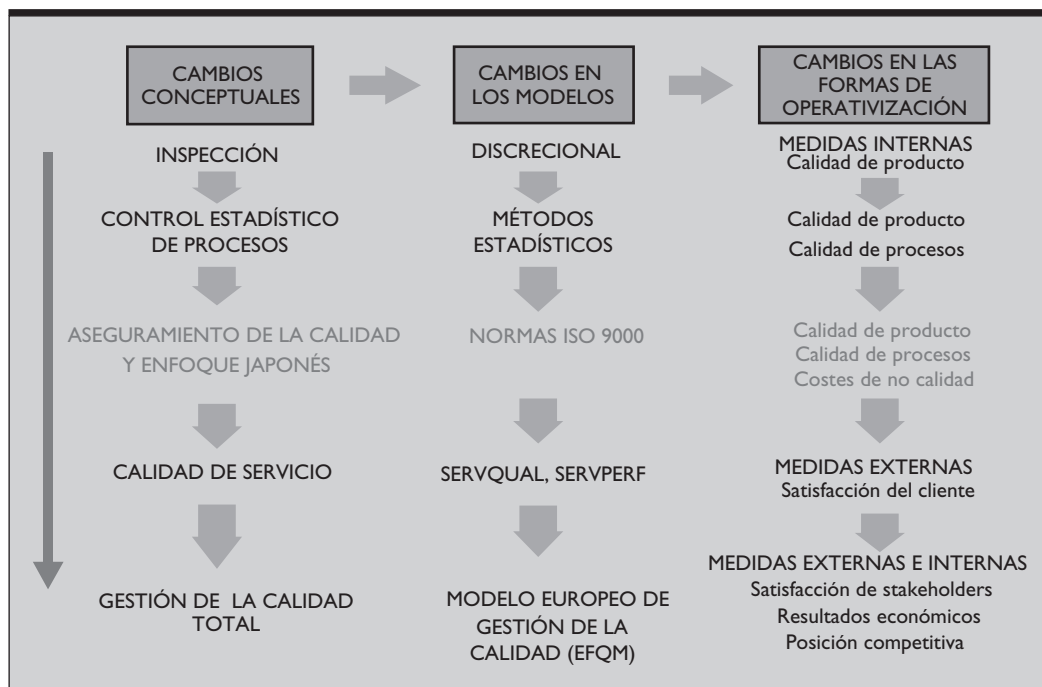 CAMBIOS
CONCEPTUALES
CAMBIOS EN
LOS MODELOS
CAMBIOS EN LAS
FORMAS DE
OPERATIVIZACIÓN
INSPECCIÓN
DISCRECIONAL
MEDIDAS INTERNAS
Calidad de producto
CONTROL ESTADÍSTICO
DE PROCESOS
MÉTODOS
ESTADÍSTICOS
Calidad de producto
Calidad de procesos
ASEGURAMIENTO DE LA CALIDAD
Y ENFOQUE JAPONÉS
NORMAS ISO 9000
Calidad de producto
Calidad de procesos
Costes de no calidad
CALIDAD DE SERVICIO
SERVQUAL, SERVPERF
MEDIDAS EXTERNAS
Satisfacción del cliente
GESTIÓN DE LA CALIDAD
TOTAL
MODELO EUROPEO DE
GESTIÓN DE LA
CALIDAD (EFQM)
MEDIDAS EXTERNAS E INTERNAS
Satisfacción de stakeholders
Resultados económicos
Posición competitiva